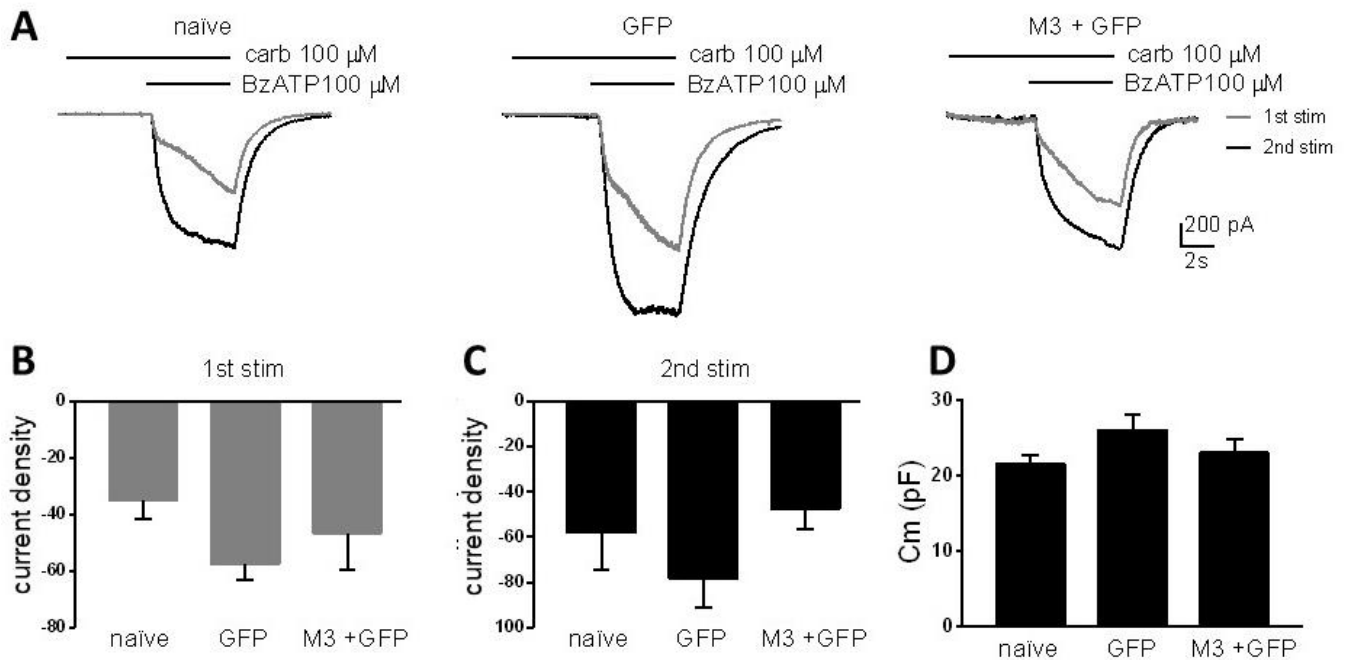 A
naïve
carb 100 µM
BzATP100 µM
GFP
carb 100 µM
BzATP100 µM
M3 + GFP
carb 100 µM
BzATP100 µM
1st stim
2nd stim
200 pA
2s
B
1st stim
current density
0
-20
-40
-60
-80
naïve
GFP
M3 +GFP
C
2nd stim
current density
0
-20
-40
-60
-80
100
naïve
GFP
M3 +GFP
D
Cm (pF)
30
20
10
0
naïve
GFP
M3 +GFP